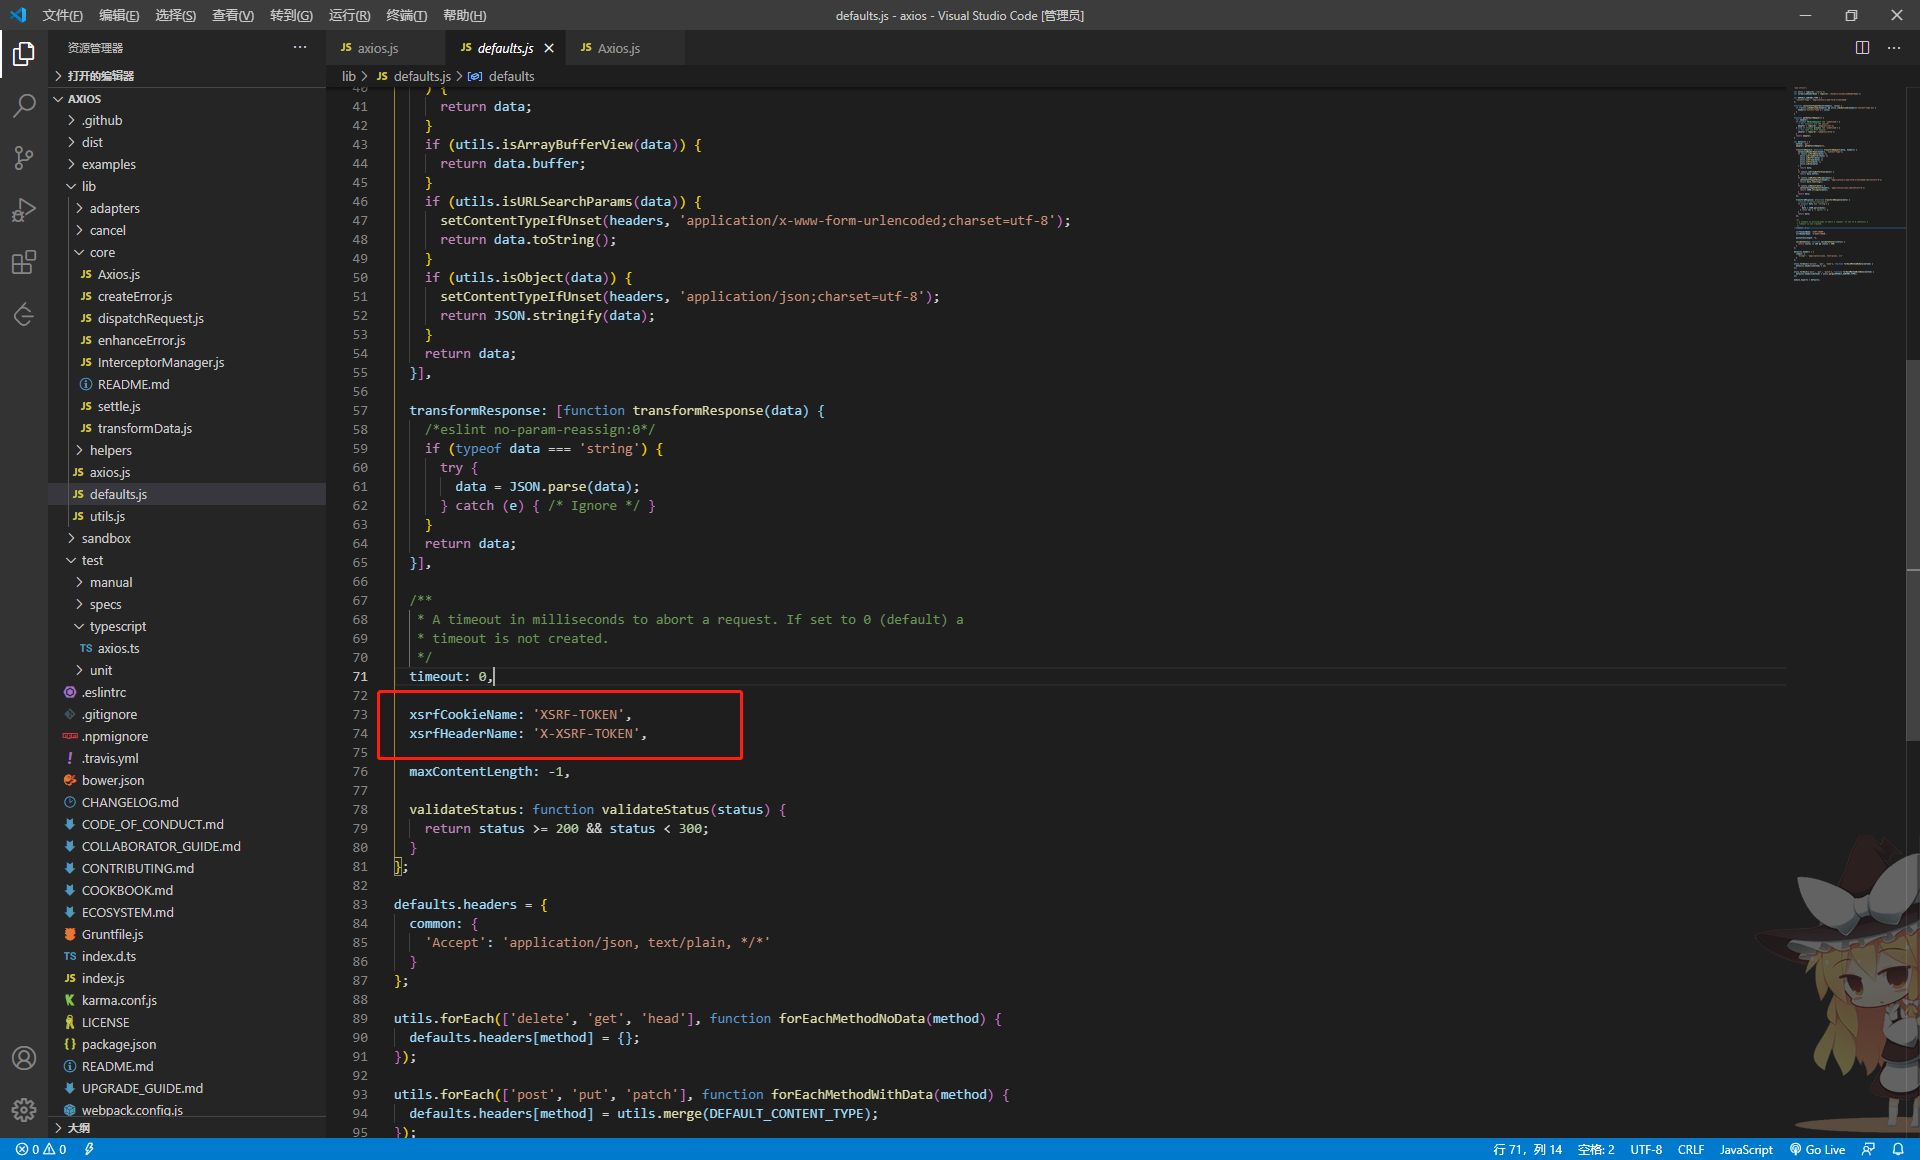 文件(F) 编辑(E) 选择(S) 查看(V) 转到(G) 运行(R) 终端(T) 帮助(H)
defaults.js - axios - Visual Studio Code [管理员]
资源管理器
打开的编辑器
AXIOS
.github
dist
examples
lib
adapters
cancel
core
JS Axios.js
JS createError.js
JS dispatchRequest.js
JS enhanceError.js
JS InterceptorManager.js
README.md
JS settle.js
JS transformData.js
helpers
JS axios.js
JS defaults.js
JS utils.js
sandbox
test
manual
specs
typescript
TS axios.ts
unit
.eslintrc
.gitignore
.npmignore
.travis.yml
bower.json
CHANGELOG.md
CODE_OF_CONDUCT.md
COLLABORATOR_GUIDE.md
CONTRIBUTING.md
COOKBOOK.md
ECOSYSTEM.md
Gruntfile.js
TS index.d.ts
JS index.js
karma.conf.js
LICENSE
{} package.json
README.md
UPGRADE_GUIDE.md
webpack.config.js
大纲
JS axios.js
JS defaults.js
JS Axios.js
lib > JS defaults.js > defaults
40 ) {
41 return data;
42 }
43 if (utils.isArrayBufferView(data)) {
44 return data.buffer;
45 }
46 if (utils.isURLSearchParams(data)) {
47 setContentTypeIfUnset(headers, 'application/x-www-form-urlencoded;charset=utf-8');
48 return data.toString();
49 }
50 if (utils.isObject(data)) {
51 setContentTypeIfUnset(headers, 'application/json;charset=utf-8');
52 return JSON.stringify(data);
53 }
54 return data;
55 }],
56
57 transformResponse: [function transformResponse(data) {
58 /*eslint no-param-reassign:0*/
59 if (typeof data === 'string') {
60 try {
61 data = JSON.parse(data);
62 } catch (e) { /* Ignore */ }
63 }
64 return data;
65 }],
66
67 /**
68 * A timeout in milliseconds to abort a request. If set to 0 (default) a
69 * timeout is not created.
70 */
71 timeout: 0,
72
73 xsrfCookieName: 'XSRF-TOKEN',
74 xsrfHeaderName: 'X-XSRF-TOKEN',
75
76 maxContentLength: -1,
77
78 validateStatus: function validateStatus(status) {
79 return status >= 200 && status < 300;
80 }
81 };
82
83 defaults.headers = {
84 common: {
85 'Accept': 'application/json, text/plain, */*'
86 }
87 };
88
89 utils.forEach(['delete', 'get', 'head'], function forEachMethodNoData(method) {
90 defaults.headers[method] = {};
91 });
92
93 utils.forEach(['post', 'put', 'patch'], function forEachMethodWithData(method) {
94 defaults.headers[method] = utils.merge(DEFAULT_CONTENT_TYPE);
95 });
0 0
行 71, 列 14 空格: 2 UTF-8 CRLF JavaScript Go Live